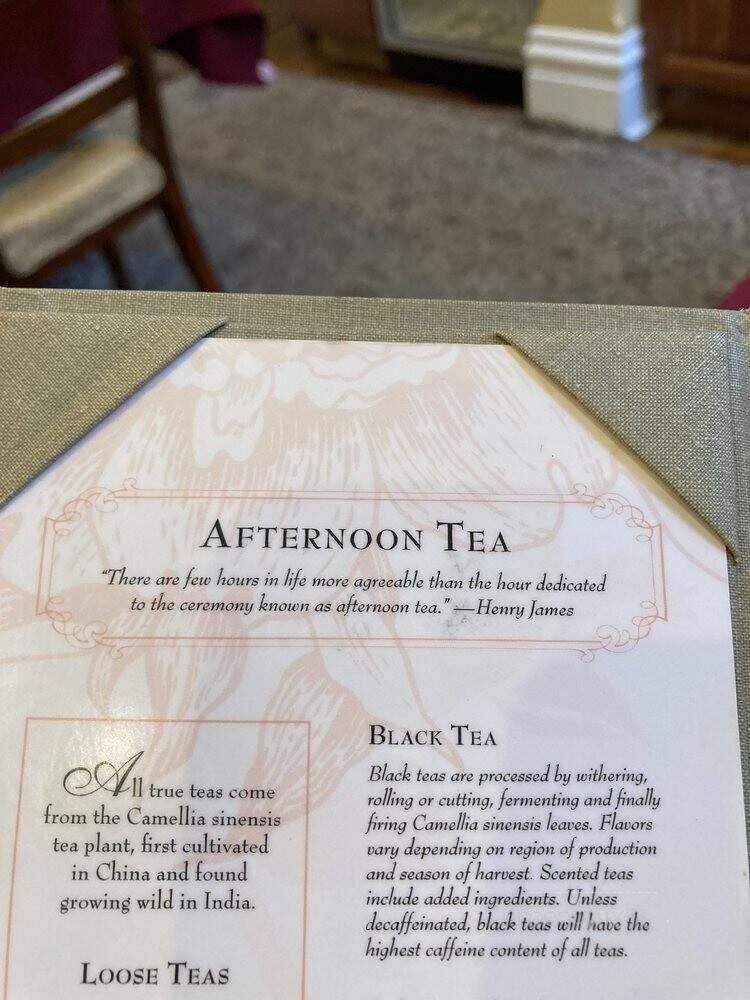 AFTERNOON TEA
"There are few hours in life more agreeable than the hour dedicated
to the ceremony known as afternoon tea." —Henry James
All true teas come
from the Camellia sinensis
tea plant, first cultivated
in China and found
growing wild in India.
LOOSE TEAS
BLACK TEA
Black teas are processed by withering,
rolling or cutting, fermenting and finally
firing Camellia sinensis leaves. Flavors
vary depending on region of production
and season of harvest. Scented teas
include added ingredients. Unless
decaffeinated, black teas will have the
highest caffeine content of all teas.